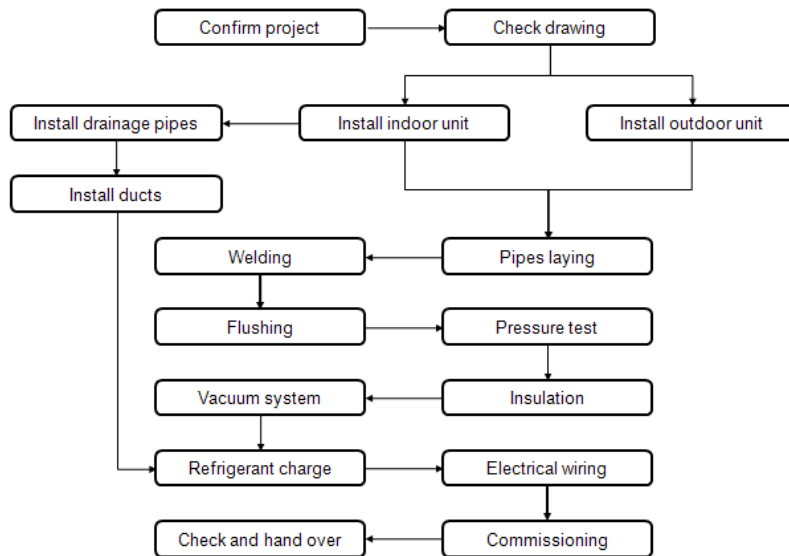 Confirm project
Check drawing
Install drainage pipes
Install indoor unit
Install outdoor unit
Install ducts
Welding
Pipes laying
Flushing
Pressure test
Vacuum system
Insulation
Refrigerant charge
Electrical wiring
Check and hand over
Commissioning